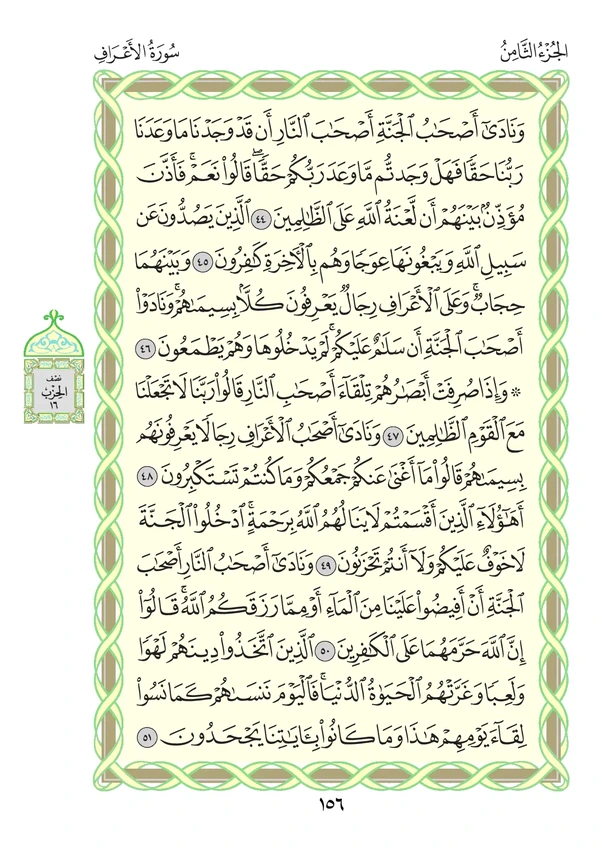 الجُزْءُ الثَّامِنُ
سُورَةُ الأَعْرَافِ
وَنَادَىٰٓ أَصْحَٰبُ ٱلْجَنَّةِ أَصْحَٰبَ ٱلنَّارِ أَن قَدْ وَجَدْنَا مَا وَعَدَنَا
رَبُّنَا حَقًّا فَهَلْ وَجَدتُّم مَّا وَعَدَ رَبُّكُمْ حَقًّا ۖ قَالُوا۟ نَعَمْ ۚ فَأَذَّنَ
مُؤَذِّنٌۢ بَيْنَهُمْ أَن لَّعْنَةُ ٱللَّهِ عَلَى ٱلظَّٰلِمِينَ ٤٤ ٱلَّذِينَ يَصُدُّونَ عَن
سَبِيلِ ٱللَّهِ وَيَبْغُونَهَا عِوَجًا وَهُم بِٱلْءَاخِرَةِ كَٰفِرُونَ ٤٥ وَبَيْنَهُمَا
حِجَابٌ ۚ وَعَلَى ٱلْأَعْرَافِ رِجَالٌ يَعْرِفُونَ كُلًّۢا بِسِيمَىٰهُمْ ۚ وَنَادَوْا۟
أَصْحَٰبَ ٱلْجَنَّةِ أَن سَلَٰمٌ عَلَيْكُمْ ۚ لَمْ يَدْخُلُوهَا وَهُمْ يَطْمَعُونَ ٤٦
۞ وَإِذَا صُرِفَتْ أَبْصَٰرُهُمْ تِلْقَآءَ أَصْحَٰبِ ٱلنَّارِ قَالُوا۟ رَبَّنَا لَا تَجْعَلْنَا
مَعَ ٱلْقَوْمِ ٱلظَّٰلِمِينَ ٤٧ وَنَادَىٰٓ أَصْحَٰبُ ٱلْأَعْرَافِ رِجَالًا يَعْرِفُونَهُم
بِسِيمَىٰهُمْ قَالُوا۟ مَآ أَغْنَىٰ عَنكُمْ جَمْعُكُمْ وَمَا كُنتُمْ تَسْتَكْبِرُونَ ٤٨
أَهَٰٓؤُلَآءِ ٱلَّذِينَ أَقْسَمْتُمْ لَا يَنَالُهُمُ ٱللَّهُ بِرَحْمَةٍ ۚ ٱدْخُلُوا۟ ٱلْجَنَّةَ
لَا خَوْفٌ عَلَيْكُمْ وَلَآ أَنتُمْ تَحْزَنُونَ ٤٩ وَنَادَىٰٓ أَصْحَٰبُ ٱلنَّارِ أَصْحَٰبَ
ٱلْجَنَّةِ أَنْ أَفِيضُوا۟ عَلَيْنَا مِنَ ٱلْمَآءِ أَوْ مِمَّا رَزَقَكُمُ ٱللَّهُ ۚ قَالُوٓا۟
إِنَّ ٱللَّهَ حَرَّمَهُمَا عَلَى ٱلْكَٰفِرِينَ ٥٠ ٱلَّذِينَ ٱتَّخَذُوا۟ دِينَهُمْ لَهْوًا
وَلَعِبًا وَغَرَّتْهُمُ ٱلْحَيَوٰةُ ٱلدُّنْيَا ۚ فَٱلْيَوْمَ نَنسَىٰهُمْ كَمَا نَسُوا۟
لِقَآءَ يَوْمِهِمْ هَٰذَا وَمَا كَانُوا۟ بِـَٔايَٰتِنَا يَجْحَدُونَ ٥١
نصف
الحزب
١٦
١٥٦